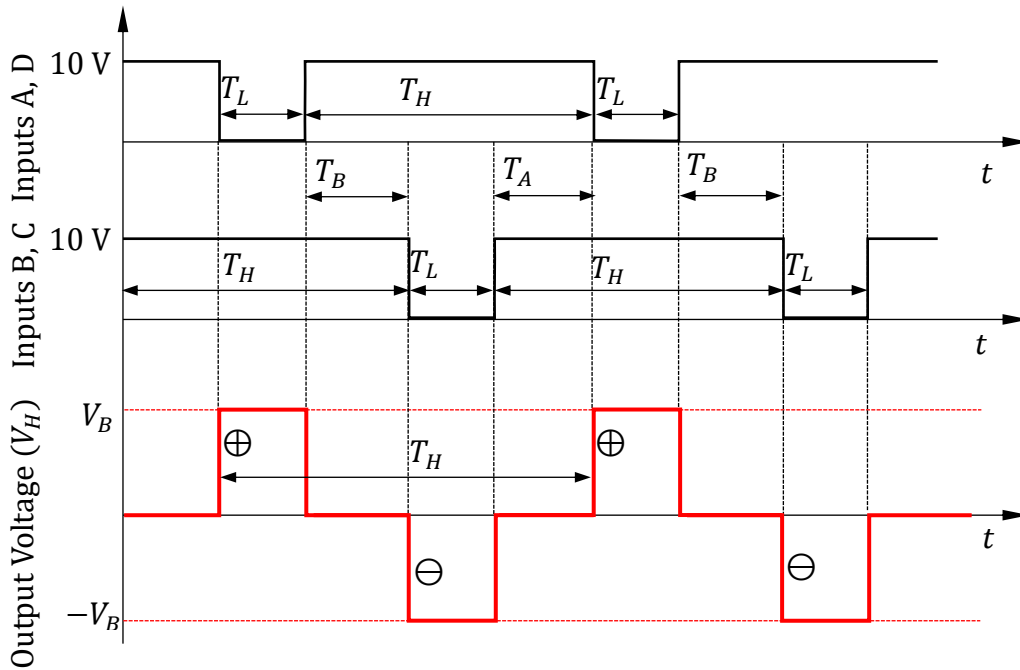 Inputs A, D
10 V
T_L
T_H
T_L
t
T_B
T_A
T_B
Inputs B, C
10 V
T_H
T_L
T_H
T_L
t
Output Voltage (V_H)
V_B
⊕
⊕
T_H
t
⊖
⊖
−V_B